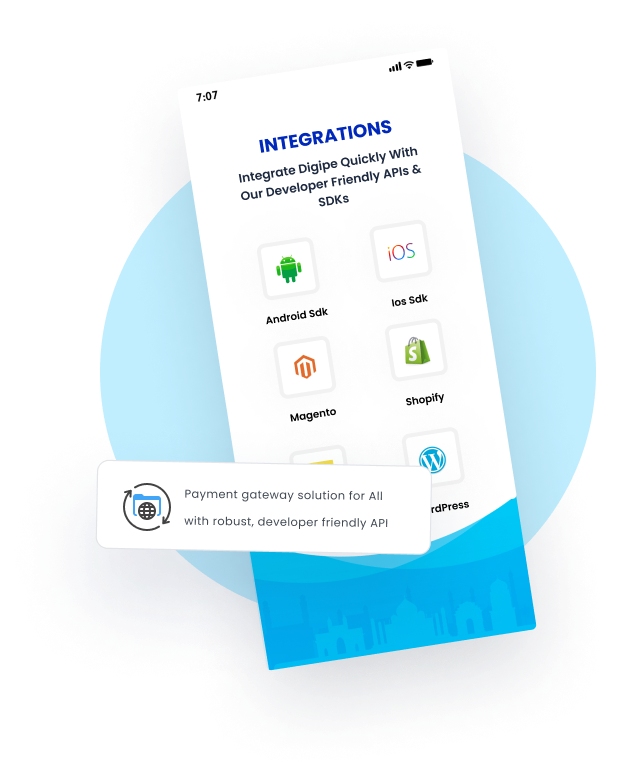 7:07
INTEGRATIONS
Integrate Digipe Quickly With
Our Developer Friendly APIs &
SDKs
iOS
Android Sdk
Ios Sdk
Magento
Shopify
rdPress
Payment gateway solution for All
with robust, developer friendly API